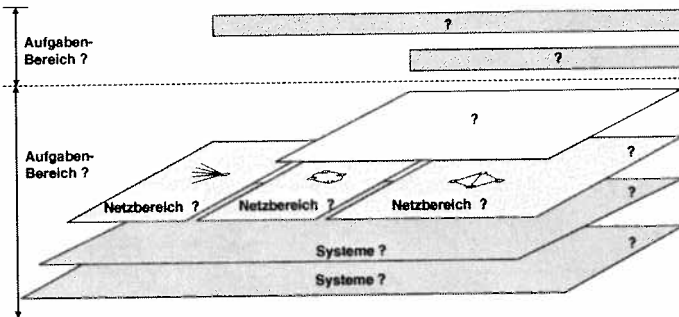 ?
Aufgaben-
Bereich ?
?
?
Aufgaben-
Bereich ?
?
Netzbereich ?
Netzbereich ?
Netzbereich ?
?
Systeme ?
?
Systeme ?